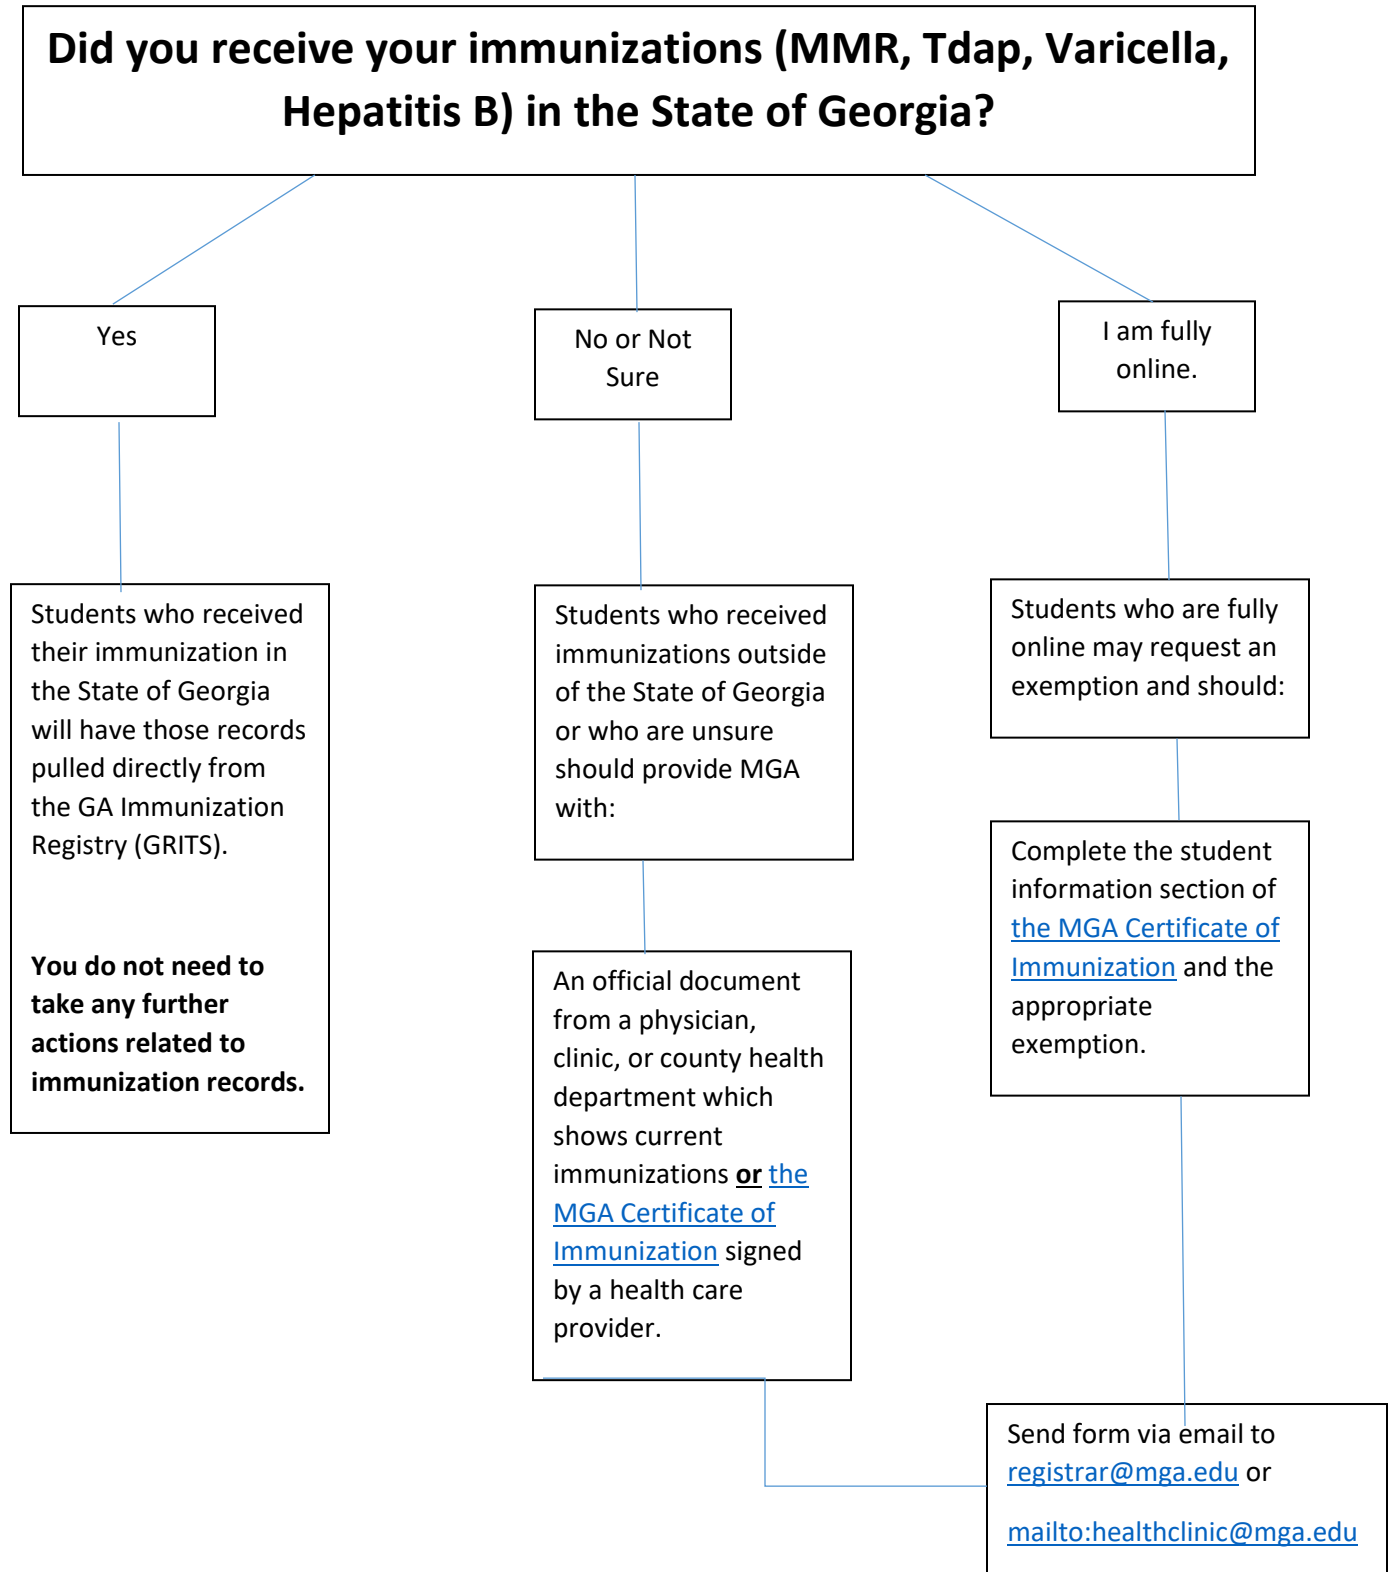 Did you receive your immunizations (MMR, Tdap, Varicella,
Hepatitis B) in the State of Georgia?
Yes
No or Not
Sure
I am fully
online.
Students who received
their immunization in
the State of Georgia
will have those records
pulled directly from
the GA Immunization
Registry (GRITS).
You do not need to
take any further
actions related to
immunization records.
Students who received
immunizations outside
of the State of Georgia
or who are unsure
should provide MGA
with:
An official document
from a physician,
clinic, or county health
department which
shows current
immunizations or the
MGA Certificate of
Immunization signed
by a health care
provider.
Students who are fully
online may request an
exemption and should:
Complete the student
information section of
the MGA Certificate of
Immunization and the
appropriate
exemption.
Send form via email to
registrar@mga.edu or
mailto:healthclinic@mga.edu